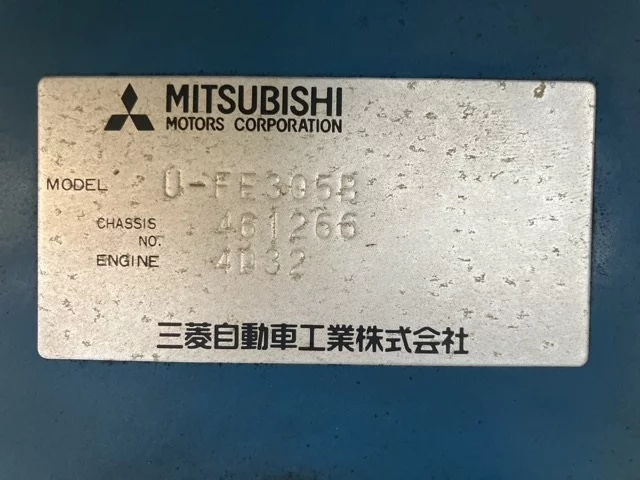 MITSUBISHI
MOTORS CORPORATION
MODEL U-FE305B
CHASSIS NO. 461266
ENGINE 4D32
三菱自動車工業株式会社